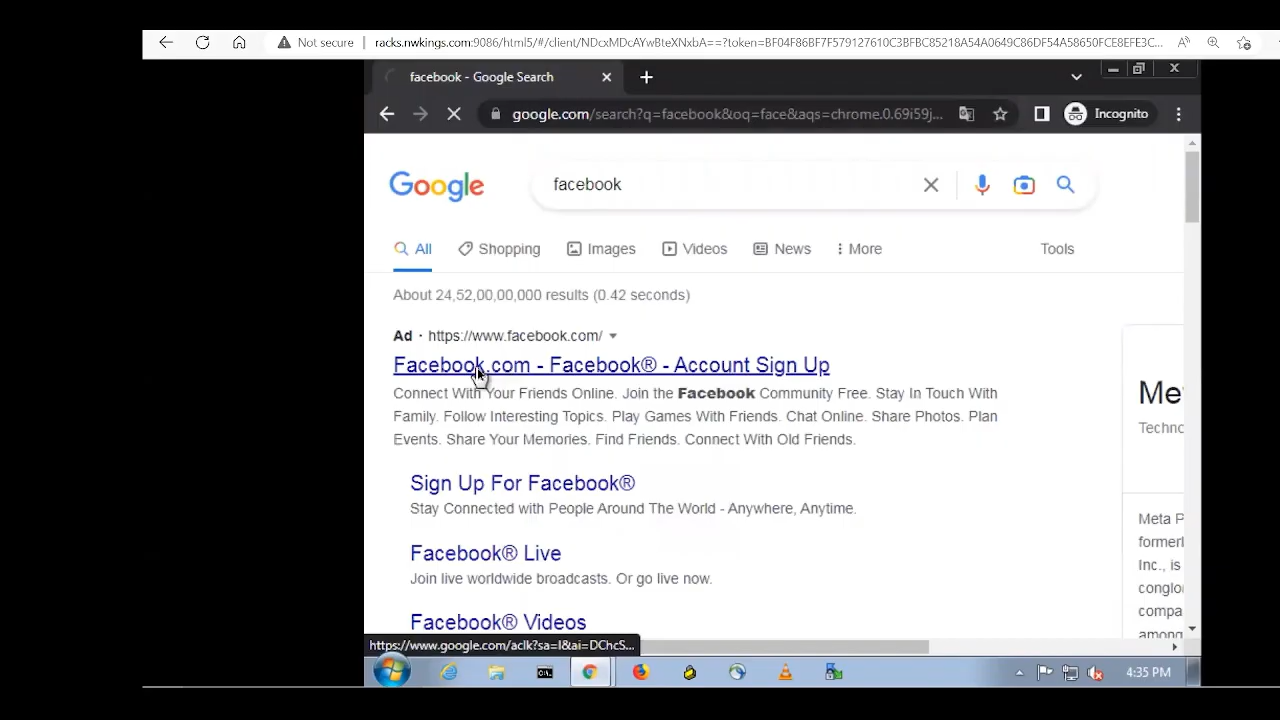 Not secure | racks.nwkings.com:9086/html5/#/client/NDcxMDcAYwBteXNxbA==?token=BF04F86BF7F579127610C3BFBC85218A54A0649C86DF54A58650FCE8EFE3C...
facebook - Google Search
google.com/search?q=facebook&oq=face&aqs=chrome.0.69i59j...
Incognito
Google
facebook
All
Shopping
Images
Videos
News
More
Tools
About 24,52,00,00,000 results (0.42 seconds)
Ad · https://www.facebook.com/
Facebook.com - Facebook® - Account Sign Up
Connect With Your Friends Online. Join the Facebook Community Free. Stay In Touch With
Family. Follow Interesting Topics. Play Games With Friends. Chat Online. Share Photos. Plan
Events. Share Your Memories. Find Friends. Connect With Old Friends.
Sign Up For Facebook®
Stay Connected with People Around The World - Anywhere, Anytime.
Facebook® Live
Join live worldwide broadcasts. Or go live now.
Facebook® Videos
Me
Techn
Meta P
former
Inc., is
conglo
compa
among
https://www.google.com/aclk?sa=l&ai=DChcS...
4:35 PM